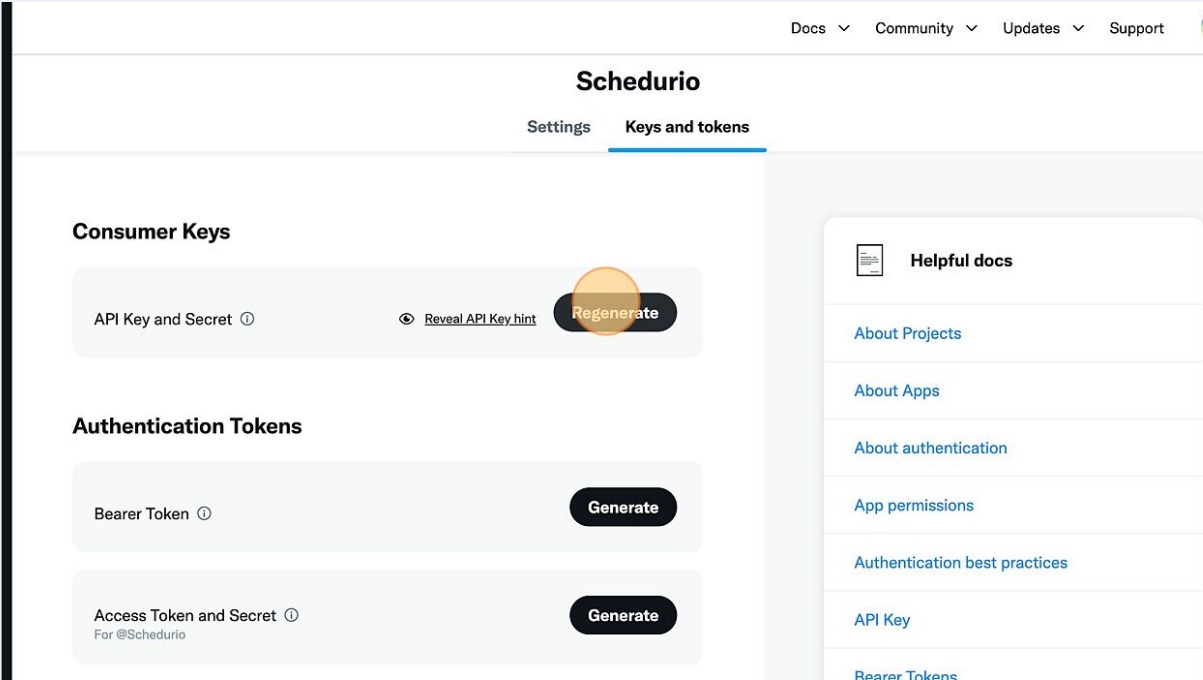 Docs Community Updates Support
Schedurio
Settings Keys and tokens
Consumer Keys
API Key and Secret Reveal API Key hint Regenerate
Authentication Tokens
Bearer Token Generate
Access Token and Secret Generate
For @Schedurio
Helpful docs
About Projects
About Apps
About authentication
App permissions
Authentication best practices
API Key
Bearer Tokens